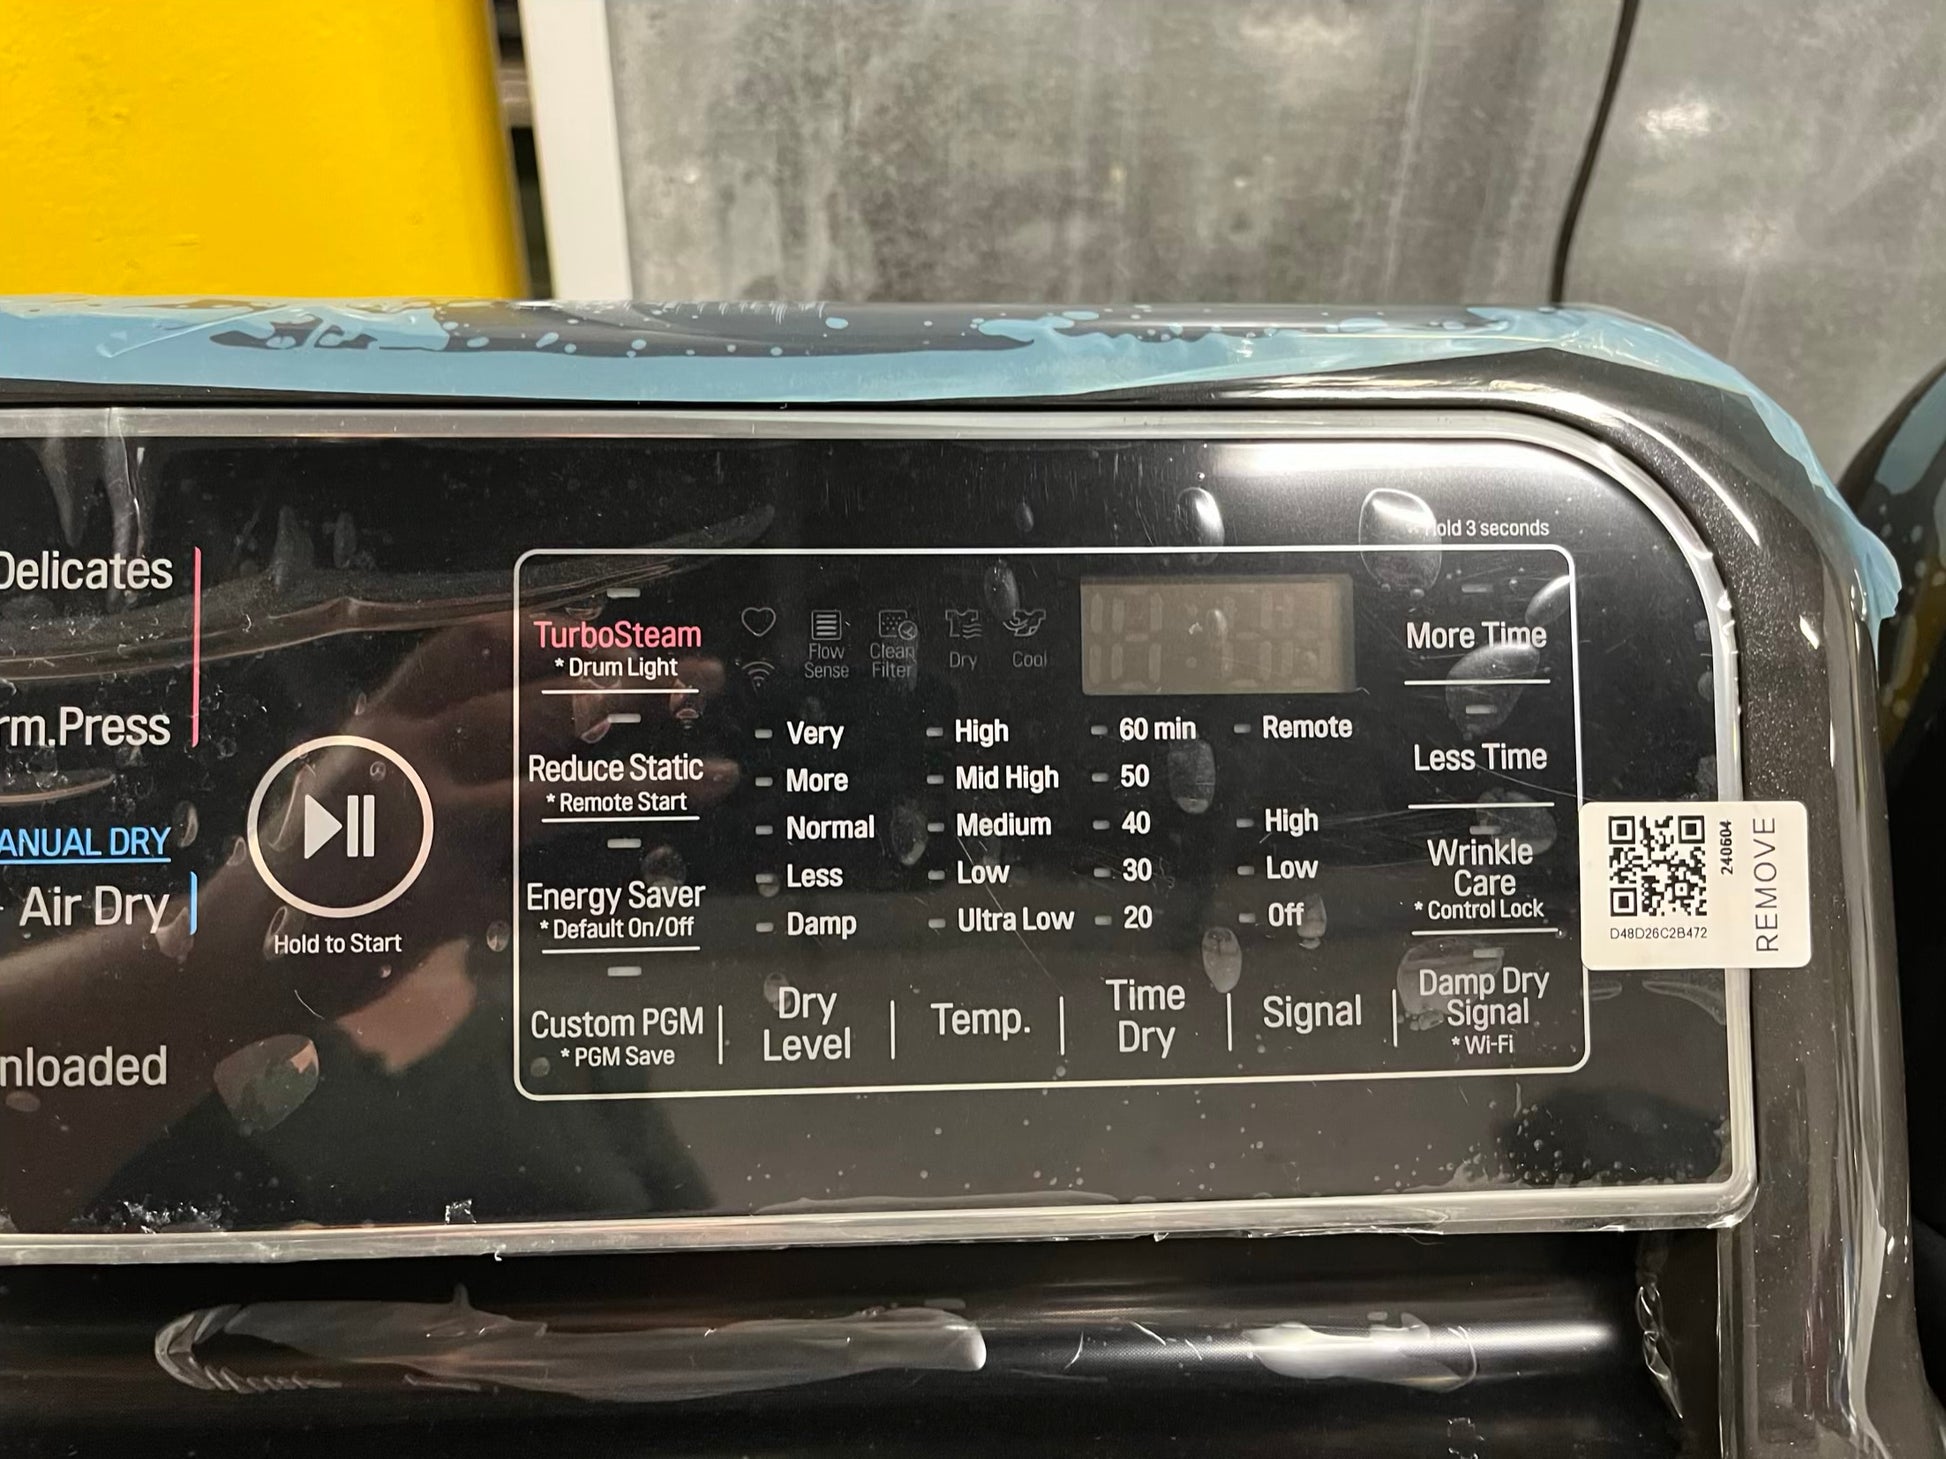 Delicates
rm.Press
ANUAL DRY
Air Dry
nloaded
Hold to Start
Hold 3 seconds
TurboSteam
* Drum Light
Reduce Static
* Remote Start
Energy Saver
* Default On/Off
Custom PGM
* PGM Save
Flow
Sense
Clean
Filter
Dry
Cool
Very
More
Normal
Less
Damp
Dry
Level
High
Mid High
Medium
Low
Ultra Low
Temp.
60 min
50
40
30
20
Time
Dry
Remote
High
Low
Off
Signal
More Time
Less Time
Wrinkle
Care
* Control Lock
Damp Dry
Signal
* Wi-Fi
D48D26C2B472
240604
REMOVE